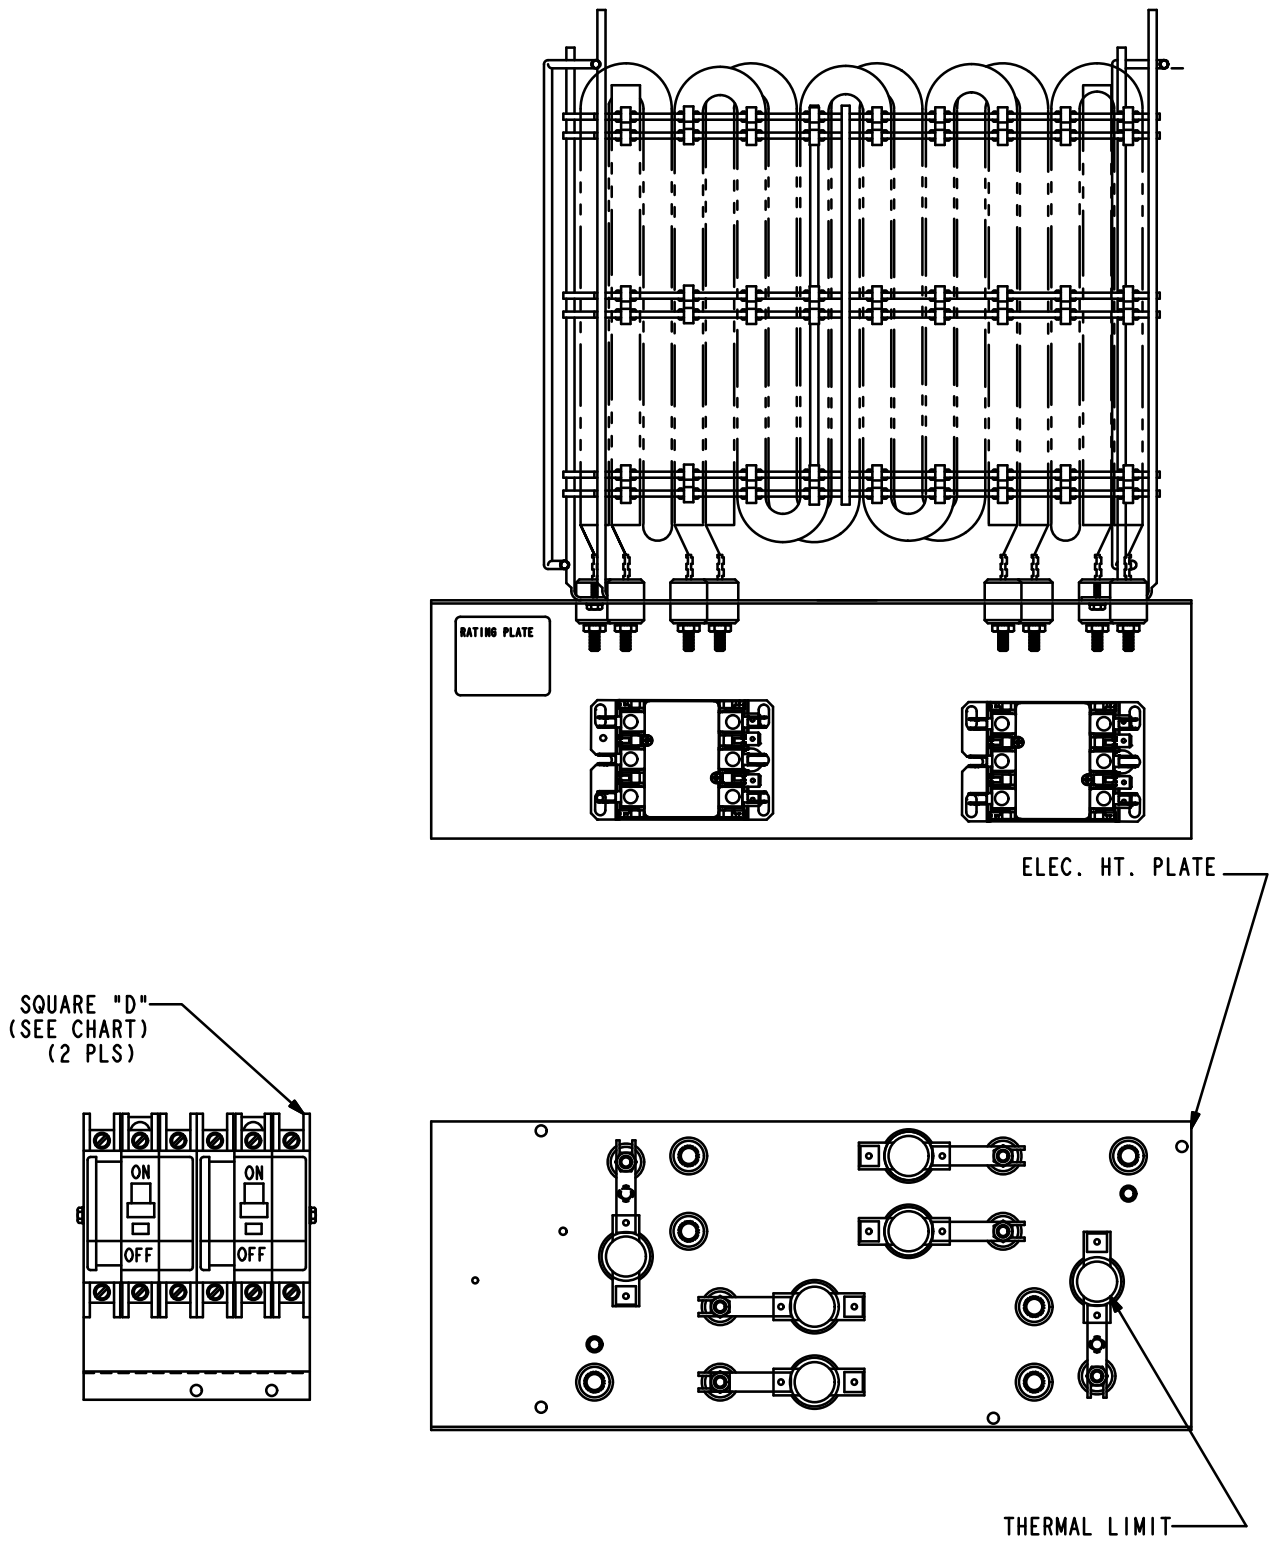 RATING PLATE
ELEC. HT. PLATE
SQUARE "D"
(SEE CHART)
(2 PLS)
ON
ON
OFF
OFF
THERMAL LIMIT